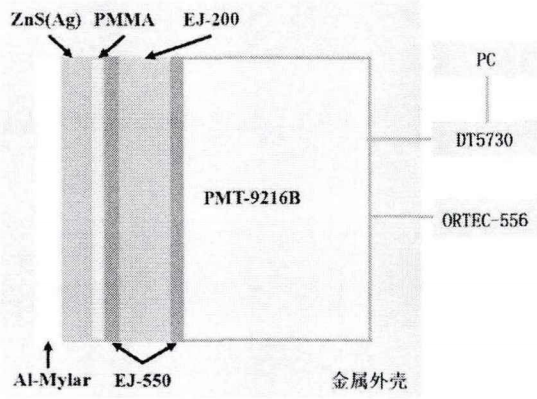 ZnS(Ag) PMMA EJ-200
PC
DT5730
PMT-9216B
ORTEC-556
Al-Mylar EJ-550 金属外壳